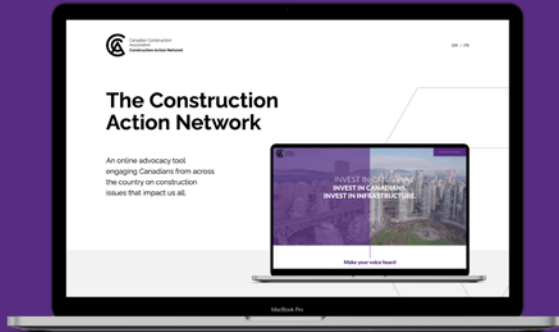 Canadian Construction
Association
Construction Action Network
EN | FR
The Construction
Action Network
An online advocacy tool
engaging Canadians from across
the country on construction
issues that impact us all.
INVEST IN
INVEST IN CANADIANS.
INVEST IN INFRASTRUCTURE.
Make your voice heard
MacBook Pro